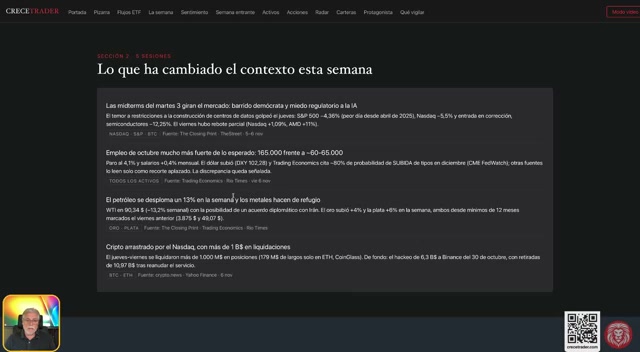 CRECETRADER
Portada Pizarra Flujos ETF La semana Sentimiento Semana entrante Activos Acciones Radar Carteras Protagonista Qué vigilar
Modo vídeo
SECCIÓN 2 · 5 SESIONES
Lo que ha cambiado el contexto esta semana
Las midterms del martes 3 giran el mercado: barrido demócrata y miedo regulatorio a la IA
El temor a restricciones a la construcción de centros de datos golpeó el jueves: S&P 500 -4,36% (peor día desde abril de 2025), Nasdaq -5,5% y entrada en corrección,
semiconductores -12,25%. El viernes hubo rebote parcial (Nasdaq +1,09%, AMD +11%).
NASDAQ · S&P · BTC Fuente: The Closing Print · TheStreet · 5-6 nov
Empleo de octubre mucho más fuerte de lo esperado: 165.000 frente a ~60-65.000
Paro al 4,1% y salarios +0,4% mensual. El dólar subió (DXY 102,28) y Trading Economics cita ~80% de probabilidad de SUBIDA de tipos en diciembre (CME FedWatch); otras fuentes
lo leen solo como recorte aplazado. La discrepancia queda señalada.
TODOS LOS ACTIVOS Fuente: Trading Economics · Rio Times · vie 6 nov
El petróleo se desploma un 13% en la semana y los metales hacen de refugio
WTI en 90,34 $ (-13,2% semanal) con la posibilidad de un acuerdo diplomático con Irán. El oro subió +4% y la plata +6% en la semana, ambos desde mínimos de 12 meses
marcados el viernes anterior (3.875 $ y 49,07 $).
ORO · PLATA Fuente: The Closing Print · Trading Economics · Rio Times
Cripto arrastrado por el Nasdaq, con más de 1 B$ en liquidaciones
El jueves-viernes se liquidaron más de 1.000 M$ en posiciones (179 M$ de largos solo en ETH, CoinGlass). De fondo: el hackeo de 6,3 B$ a Binance del 30 de octubre, con retiradas
de 10,97 B$ tras reanudar el servicio.
BTC · ETH Fuente: crypto.news · Yahoo Finance · 6 nov
crecetrader.com